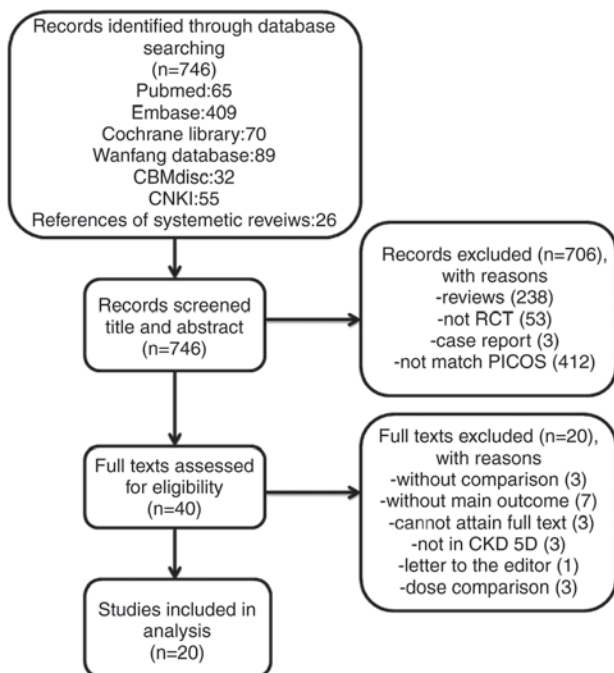 Records identified through database
searching
(n=746)
Pubmed:65
Embase:409
Cochrane library:70
Wanfang database:89
CBMdisc:32
CNKI:55
References of systemetic reveiws:26
Records screened
title and abstract
(n=746)
Records excluded (n=706),
with reasons
-reviews (238)
-not RCT (53)
-case report (3)
-not match PICOS (412)
Full texts assessed
for eligibility
(n=40)
Full texts excluded (n=20),
with reasons
-without comparison (3)
-without main outcome (7)
-cannot attain full text (3)
-not in CKD 5D (3)
-letter to the editor (1)
-dose comparison (3)
Studies included in
analysis
(n=20)